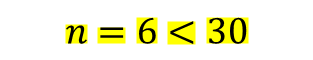 n = 6 < 30